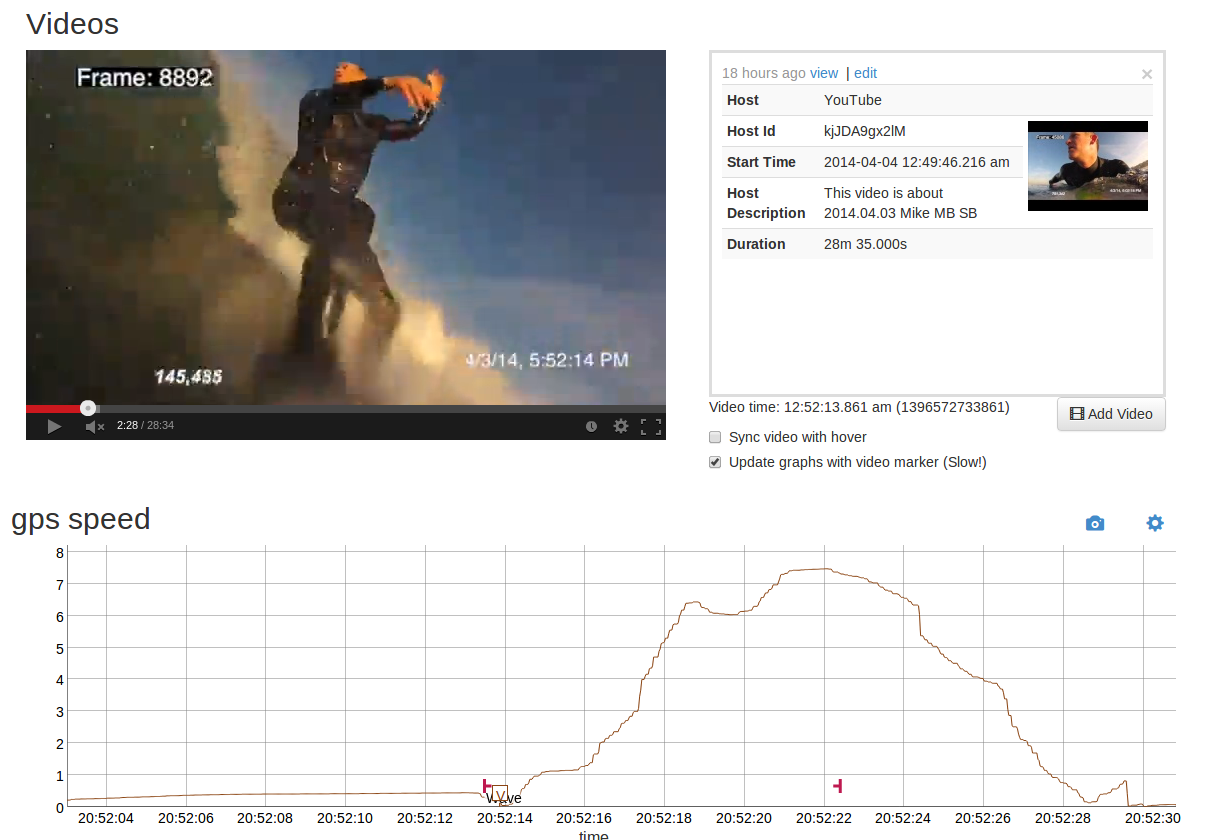 Videos
Frame: 8892
145,485
4/3/14, 5:52:14 PM
2:28 / 28:34
18 hours ago view | edit ×
Host YouTube
Host Id kjJDA9gx2lM
Start Time 2014-04-04 12:49:46.216 am
Host Description This video is about
2014.04.03 Mike MB SB
Duration 28m 35.000s
Video time: 12:52:13.861 am (1396572733861)
Add Video
Sync video with hover
Update graphs with video marker (Slow!)
gps speed
8
7
6
5
4
3
2
1
0
V
20:52:04 20:52:06 20:52:08 20:52:10 20:52:12 20:52:14 20:52:16 20:52:18 20:52:20 20:52:22 20:52:24 20:52:26 20:52:28 20:52:30
time